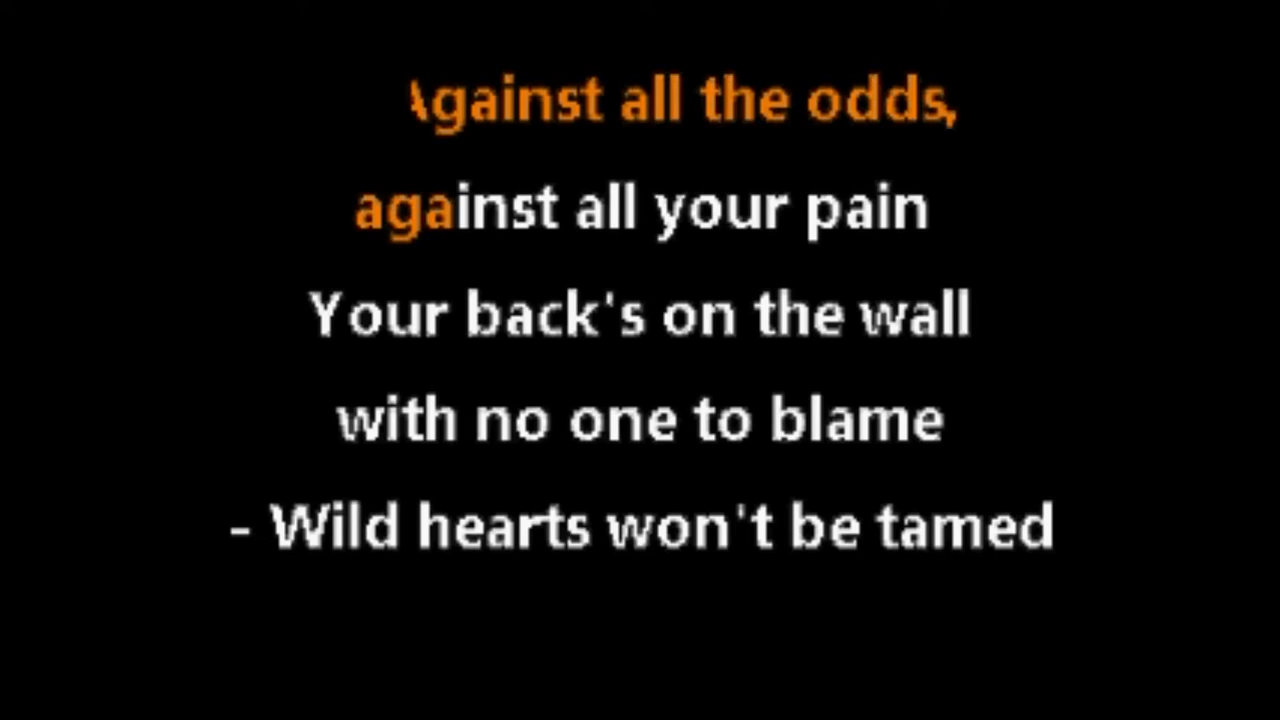 Against all the odds,
against all your pain
Your back's on the wall
with no one to blame
- Wild hearts won't be tamed